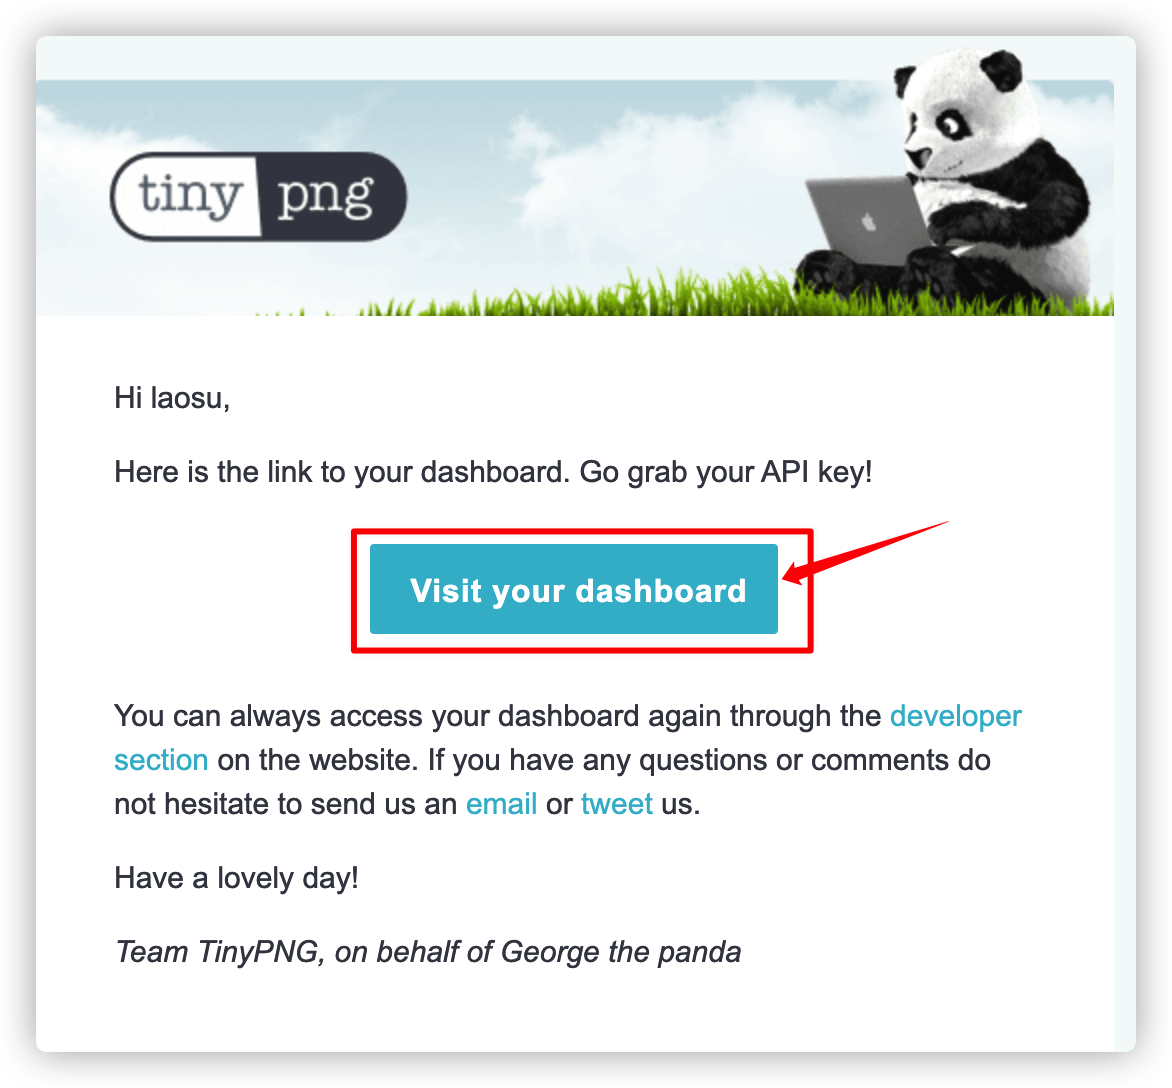 tiny png
Hi laosu,
Here is the link to your dashboard. Go grab your API key!
Visit your dashboard
You can always access your dashboard again through the developer
section on the website. If you have any questions or comments do
not hesitate to send us an email or tweet us.
Have a lovely day!
Team TinyPNG, on behalf of George the panda